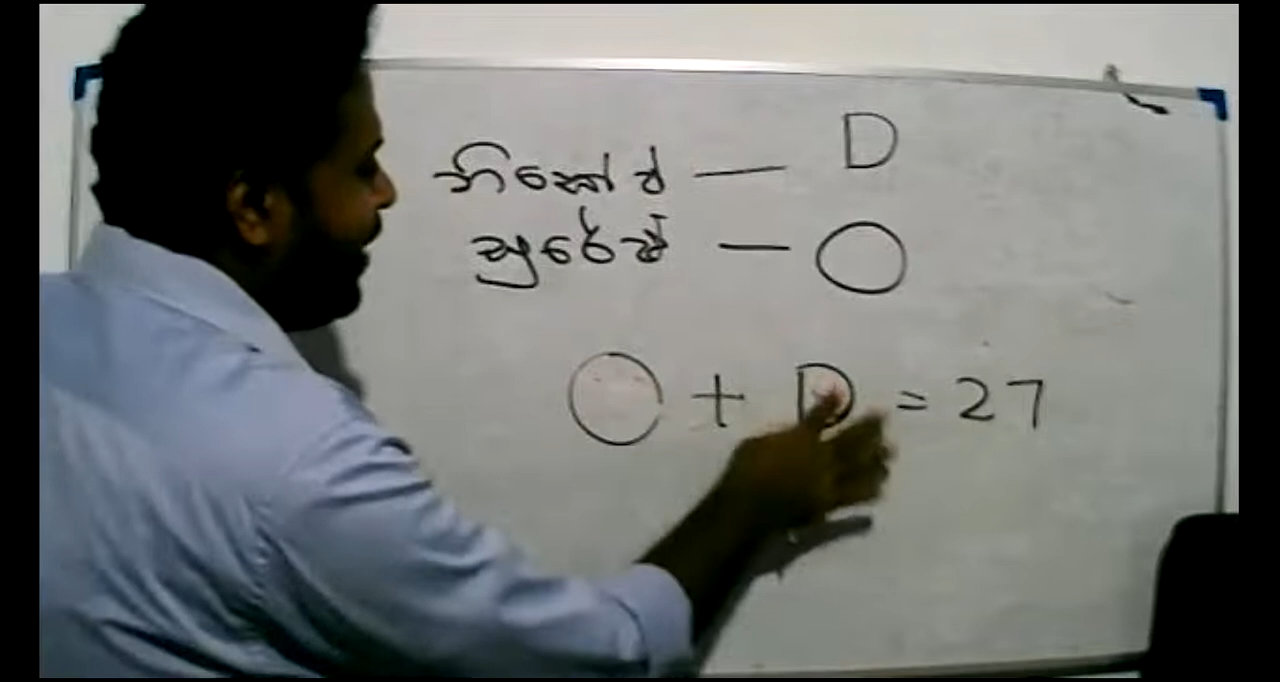 — D
සුරේෂ් — O
O + D = 27